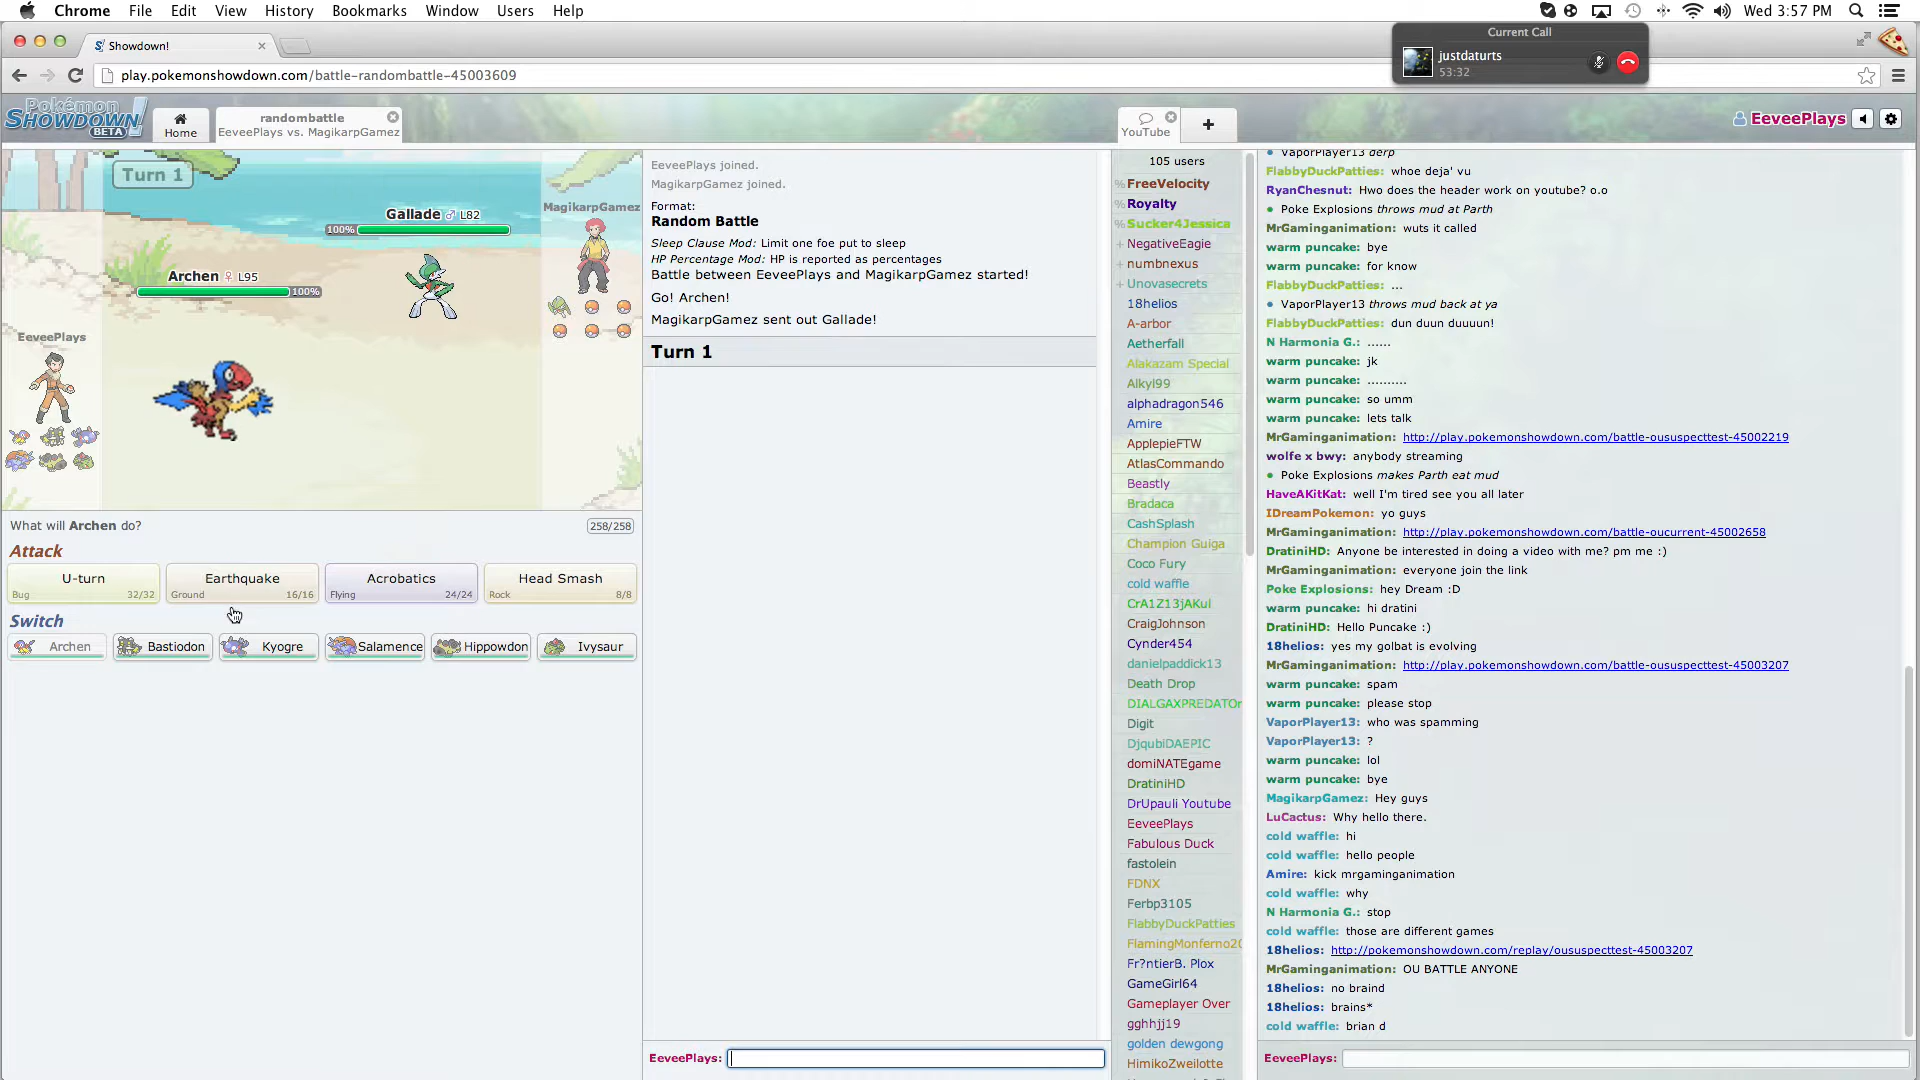 Chrome File Edit View History Bookmarks Window Users Help Wed 3:57 PM
Current Call
justdaturts
53:32
Showdown!
play.pokemonshowdown.com/battle-randombattle-45003609
Pokémon
SHOWDOWN!
BETA
Home
randombattle
EeveePlays vs. MagikarpGamez
YouTube
+
EeveePlays
Turn 1
Gallade ♂ L82
100%
Archen ♀ L95
100%
MagikarpGamez
EeveePlays
What will Archen do? 258/258
Attack
U-turn
Bug 32/32
Earthquake
Ground 16/16
Acrobatics
Flying 24/24
Head Smash
Rock 8/8
Switch
Archen Bastiodon Kyogre Salamence Hippowdon Ivysaur
EeveePlays joined.
MagikarpGamez joined.
Format:
Random Battle
Sleep Clause Mod: Limit one foe put to sleep
HP Percentage Mod: HP is reported as percentages
Battle between EeveePlays and MagikarpGamez started!
Go! Archen!
MagikarpGamez sent out Gallade!
Turn 1
EeveePlays:
105 users
%FreeVelocity
%Royalty
%Sucker4Jessica
+NegativeEagie
+numbnexus
+Unovasecrets
18helios
A-arbor
Aetherfall
Alakazam Special
Alkyl99
alphadragon546
Amire
ApplepieFTW
AtlasCommando
Beastly
Bradaca
CashSplash
Champion Guiga
Coco Fury
cold waffle
CrA1Z13jAKul
CraigJohnson
Cynder454
danielpaddick13
Death Drop
DIALGAXPREDATOr
Digit
DjqubiDAEPIC
domiNATEgame
DratiniHD
DrUpauli Youtube
EeveePlays
Fabulous Duck
fastolein
FDNX
Ferbp3105
FlabbyDuckPatties
FlamingMonferno20
Fr?ntierB. Plox
GameGirl64
Gameplayer Over
gghhjj19
golden dewgong
HimikoZweilotte
• VaporPlayer13 derp
FlabbyDuckPatties: whoe deja' vu
RyanChesnut: Hwo does the header work on youtube? o.o
• Poke Explosions throws mud at Parth
MrGaminganimation: wuts it called
warm puncake: bye
warm puncake: for know
FlabbyDuckPatties: ...
• VaporPlayer13 throws mud back at ya
FlabbyDuckPatties: dun duun duuuun!
N Harmonia G.: ......
warm puncake: jk
warm puncake: ..........
warm puncake: so umm
warm puncake: lets talk
MrGaminganimation: http://play.pokemonshowdown.com/battle-oususpecttest-45002219
wolfe x bwy: anybody streaming
• Poke Explosions makes Parth eat mud
HaveAKitKat: well I'm tired see you all later
IDreamPokemon: yo guys
MrGaminganimation: http://play.pokemonshowdown.com/battle-oucurrent-45002658
DratiniHD: Anyone be interested in doing a video with me? pm me :)
MrGaminganimation: everyone join the link
Poke Explosions: hey Dream :D
warm puncake: hi dratini
DratiniHD: Hello Puncake :)
18helios: yes my golbat is evolving
MrGaminganimation: http://play.pokemonshowdown.com/battle-oususpecttest-45003207
warm puncake: spam
warm puncake: please stop
VaporPlayer13: who was spamming
VaporPlayer13: ?
warm puncake: lol
warm puncake: bye
MagikarpGamez: Hey guys
LuCactus: Why hello there.
cold waffle: hi
cold waffle: hello people
Amire: kick mrgaminganimation
cold waffle: why
N Harmonia G.: stop
cold waffle: those are different games
18helios: http://pokemonshowdown.com/replay/oususpecttest-45003207
MrGaminganimation: OU BATTLE ANYONE
18helios: no braind
18helios: brains*
cold waffle: brian d
EeveePlays: